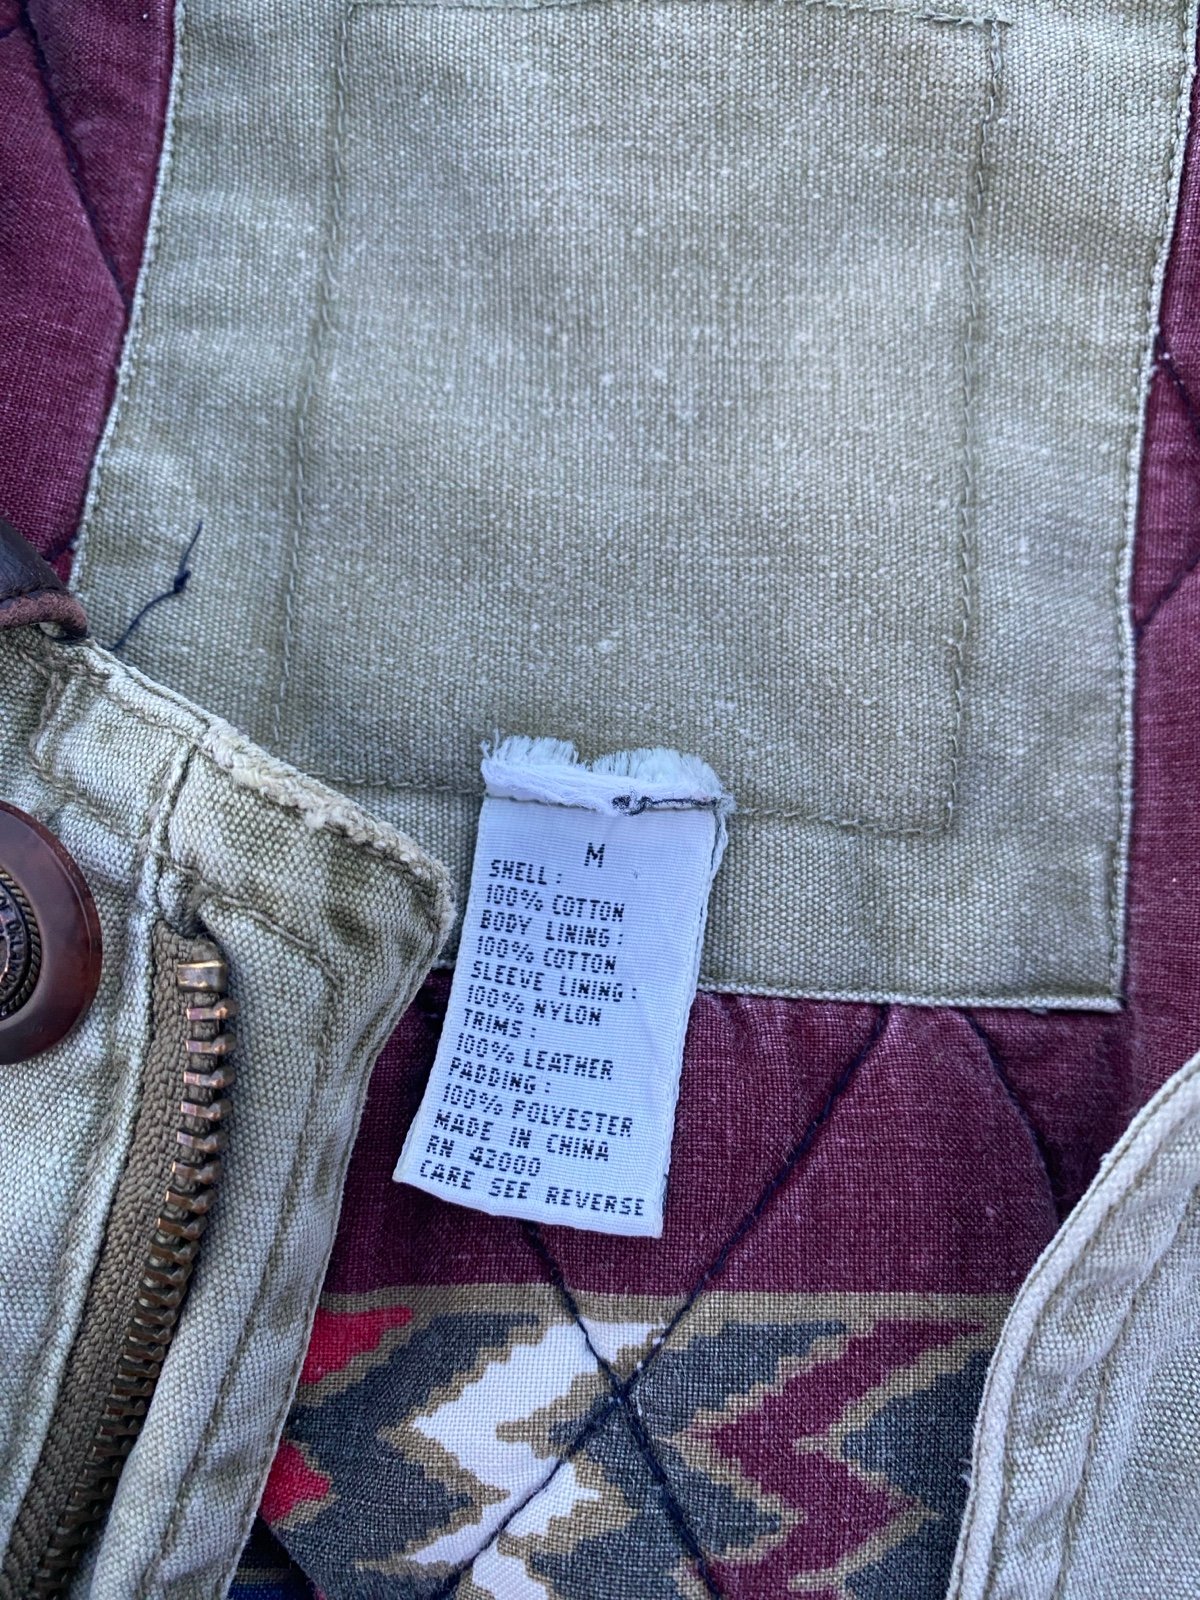 M
SHELL:
100% COTTON
BODY LINING:
100% COTTON
SLEEVE LINING:
100% NYLON
TRIMS:
100% LEATHER
PADDING:
100% POLYESTER
MADE IN CHINA
RN 42000
CARE SEE REVERSE